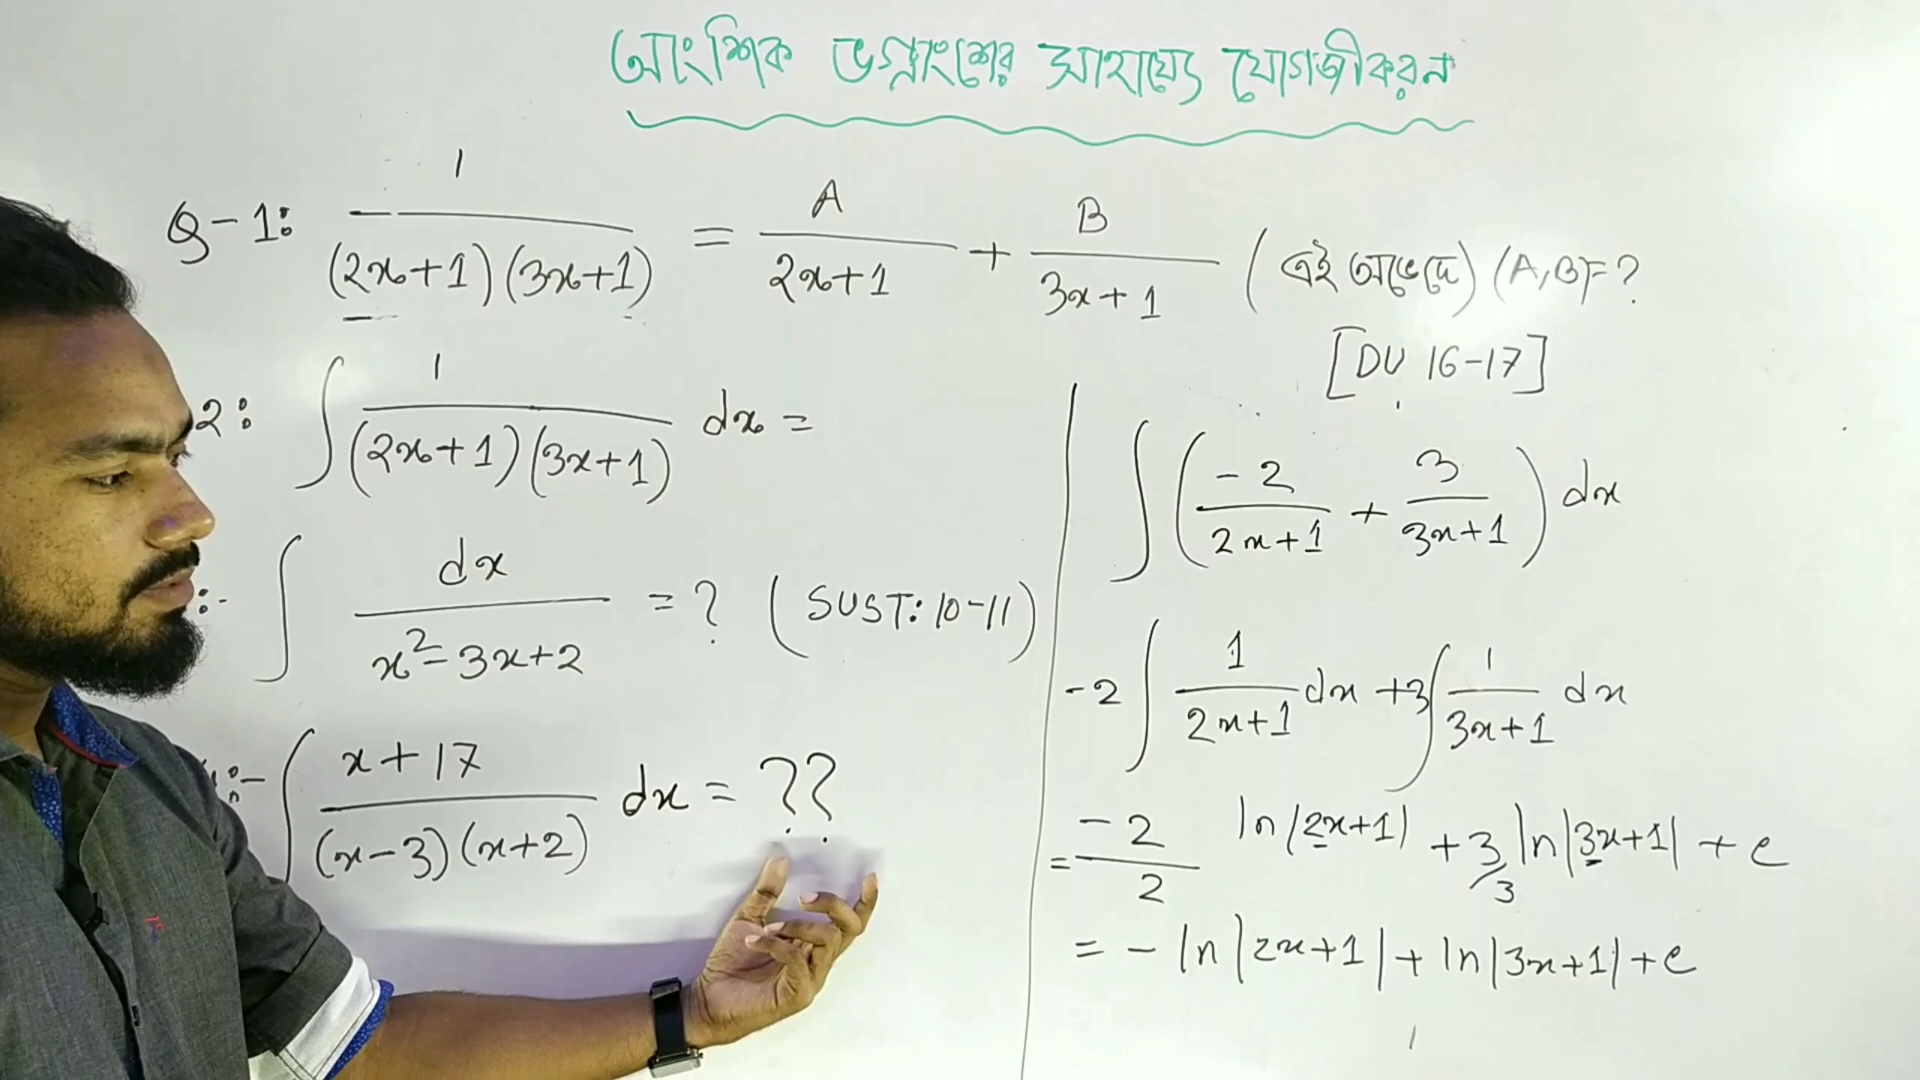 আংশিক ভগ্নাংশের সাহায্যে যোগজীকরন
Q-1: 1/((2x+1)(3x+1)) = A/(2x+1) + B/(3x+1) (এই অভেদে) (A,B)=?
[DU 16-17]
2: ∫ 1/((2x+1)(3x+1)) dx =
:- ∫ dx/(x²-3x+2) = ? (SUST: 10-11)
:- ∫ (x+17)/((x-3)(x+2)) dx = ??
∫ (-2/(2x+1) + 3/(3x+1)) dx
-2 ∫ 1/(2x+1) dx +3 ∫ 1/(3x+1) dx
= -2/2 ln|2x+1| + 3/3 ln|3x+1| + c
= - ln|2x+1| + ln|3x+1| + c